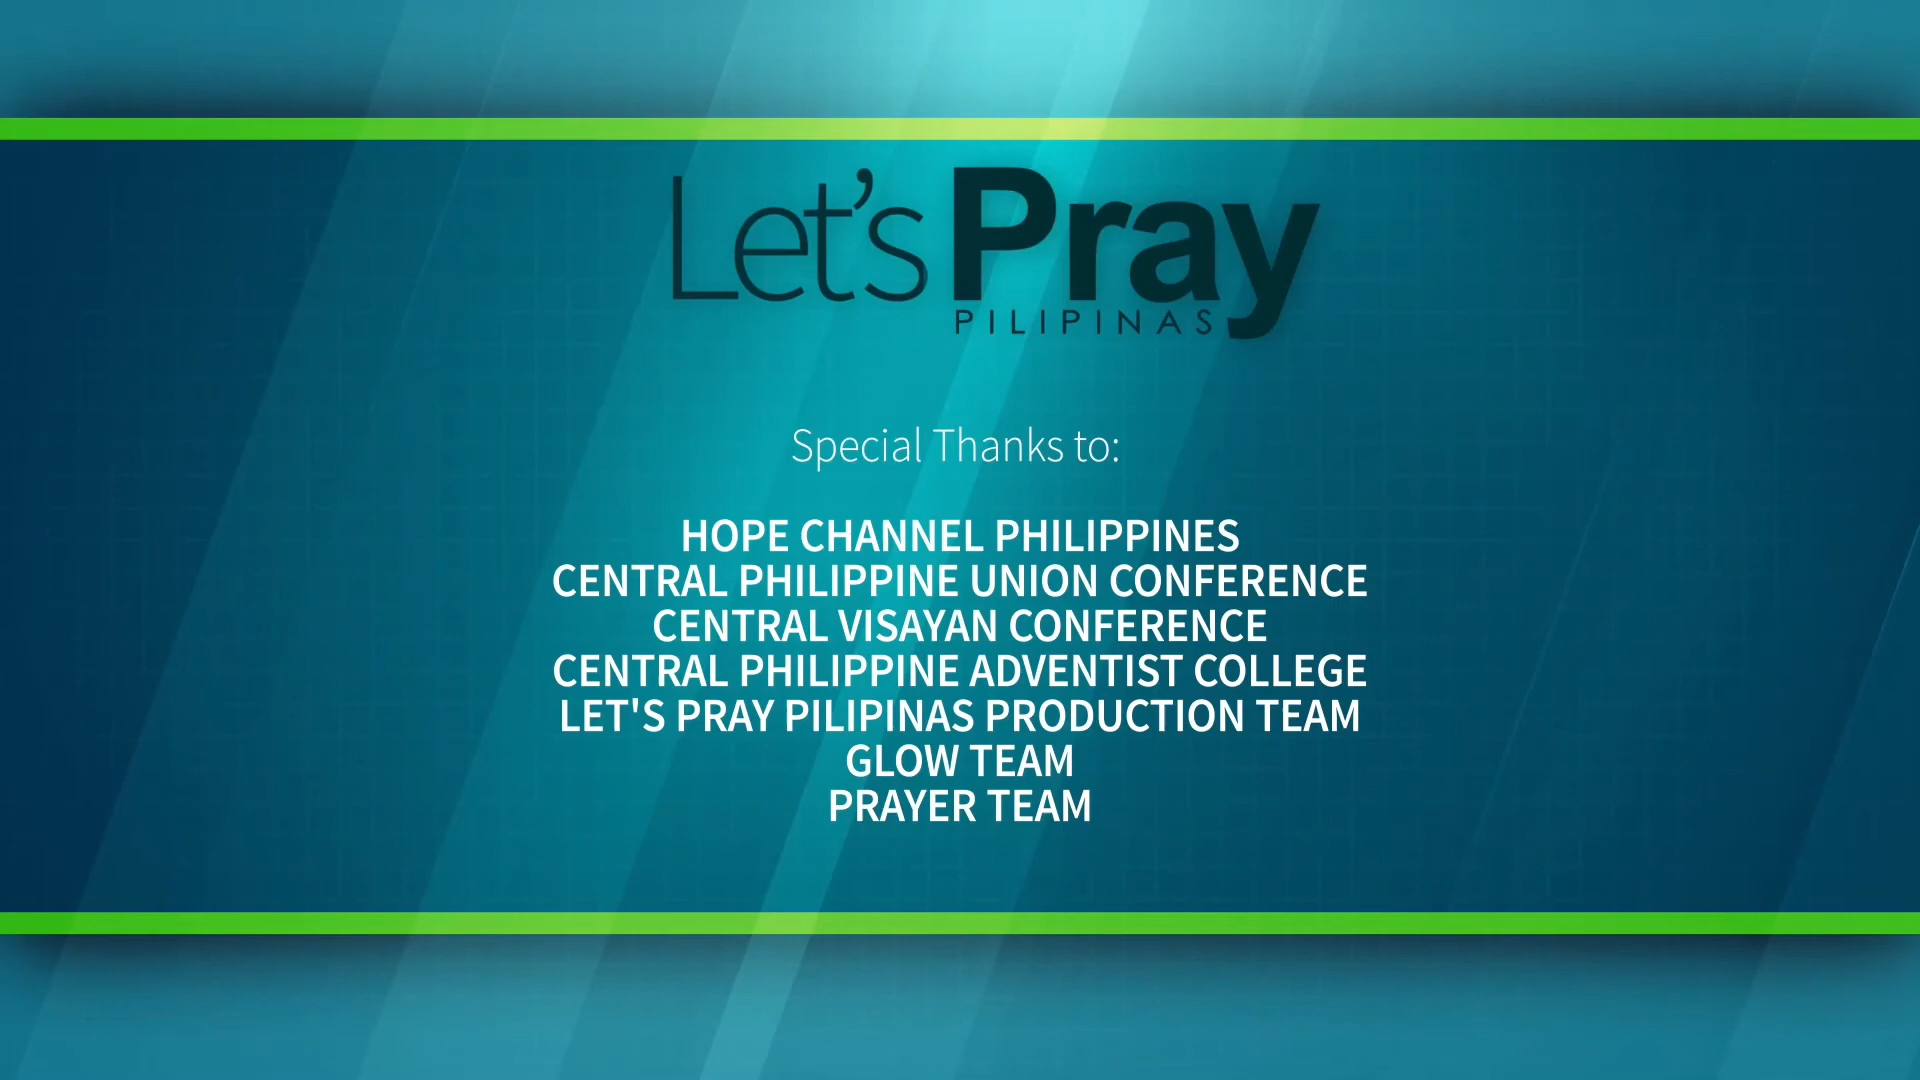 Let's Pray
PILIPINAS
Special Thanks to:
HOPE CHANNEL PHILIPPINES
CENTRAL PHILIPPINE UNION CONFERENCE
CENTRAL VISAYAN CONFERENCE
CENTRAL PHILIPPINE ADVENTIST COLLEGE
LET'S PRAY PILIPINAS PRODUCTION TEAM
GLOW TEAM
PRAYER TEAM